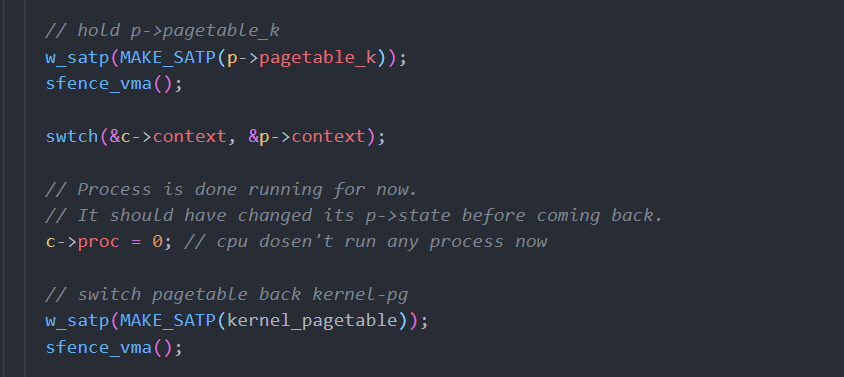 // hold p->pagetable_k
w_satp(MAKE_SATP(p->pagetable_k));
sfence_vma();
swtch(&c->context, &p->context);
// Process is done running for now.
// It should have changed its p->state before coming back.
c->proc = 0; // cpu dosen't run any process now
// switch pagetable back kernel-pg
w_satp(MAKE_SATP(kernel_pagetable));
sfence_vma();